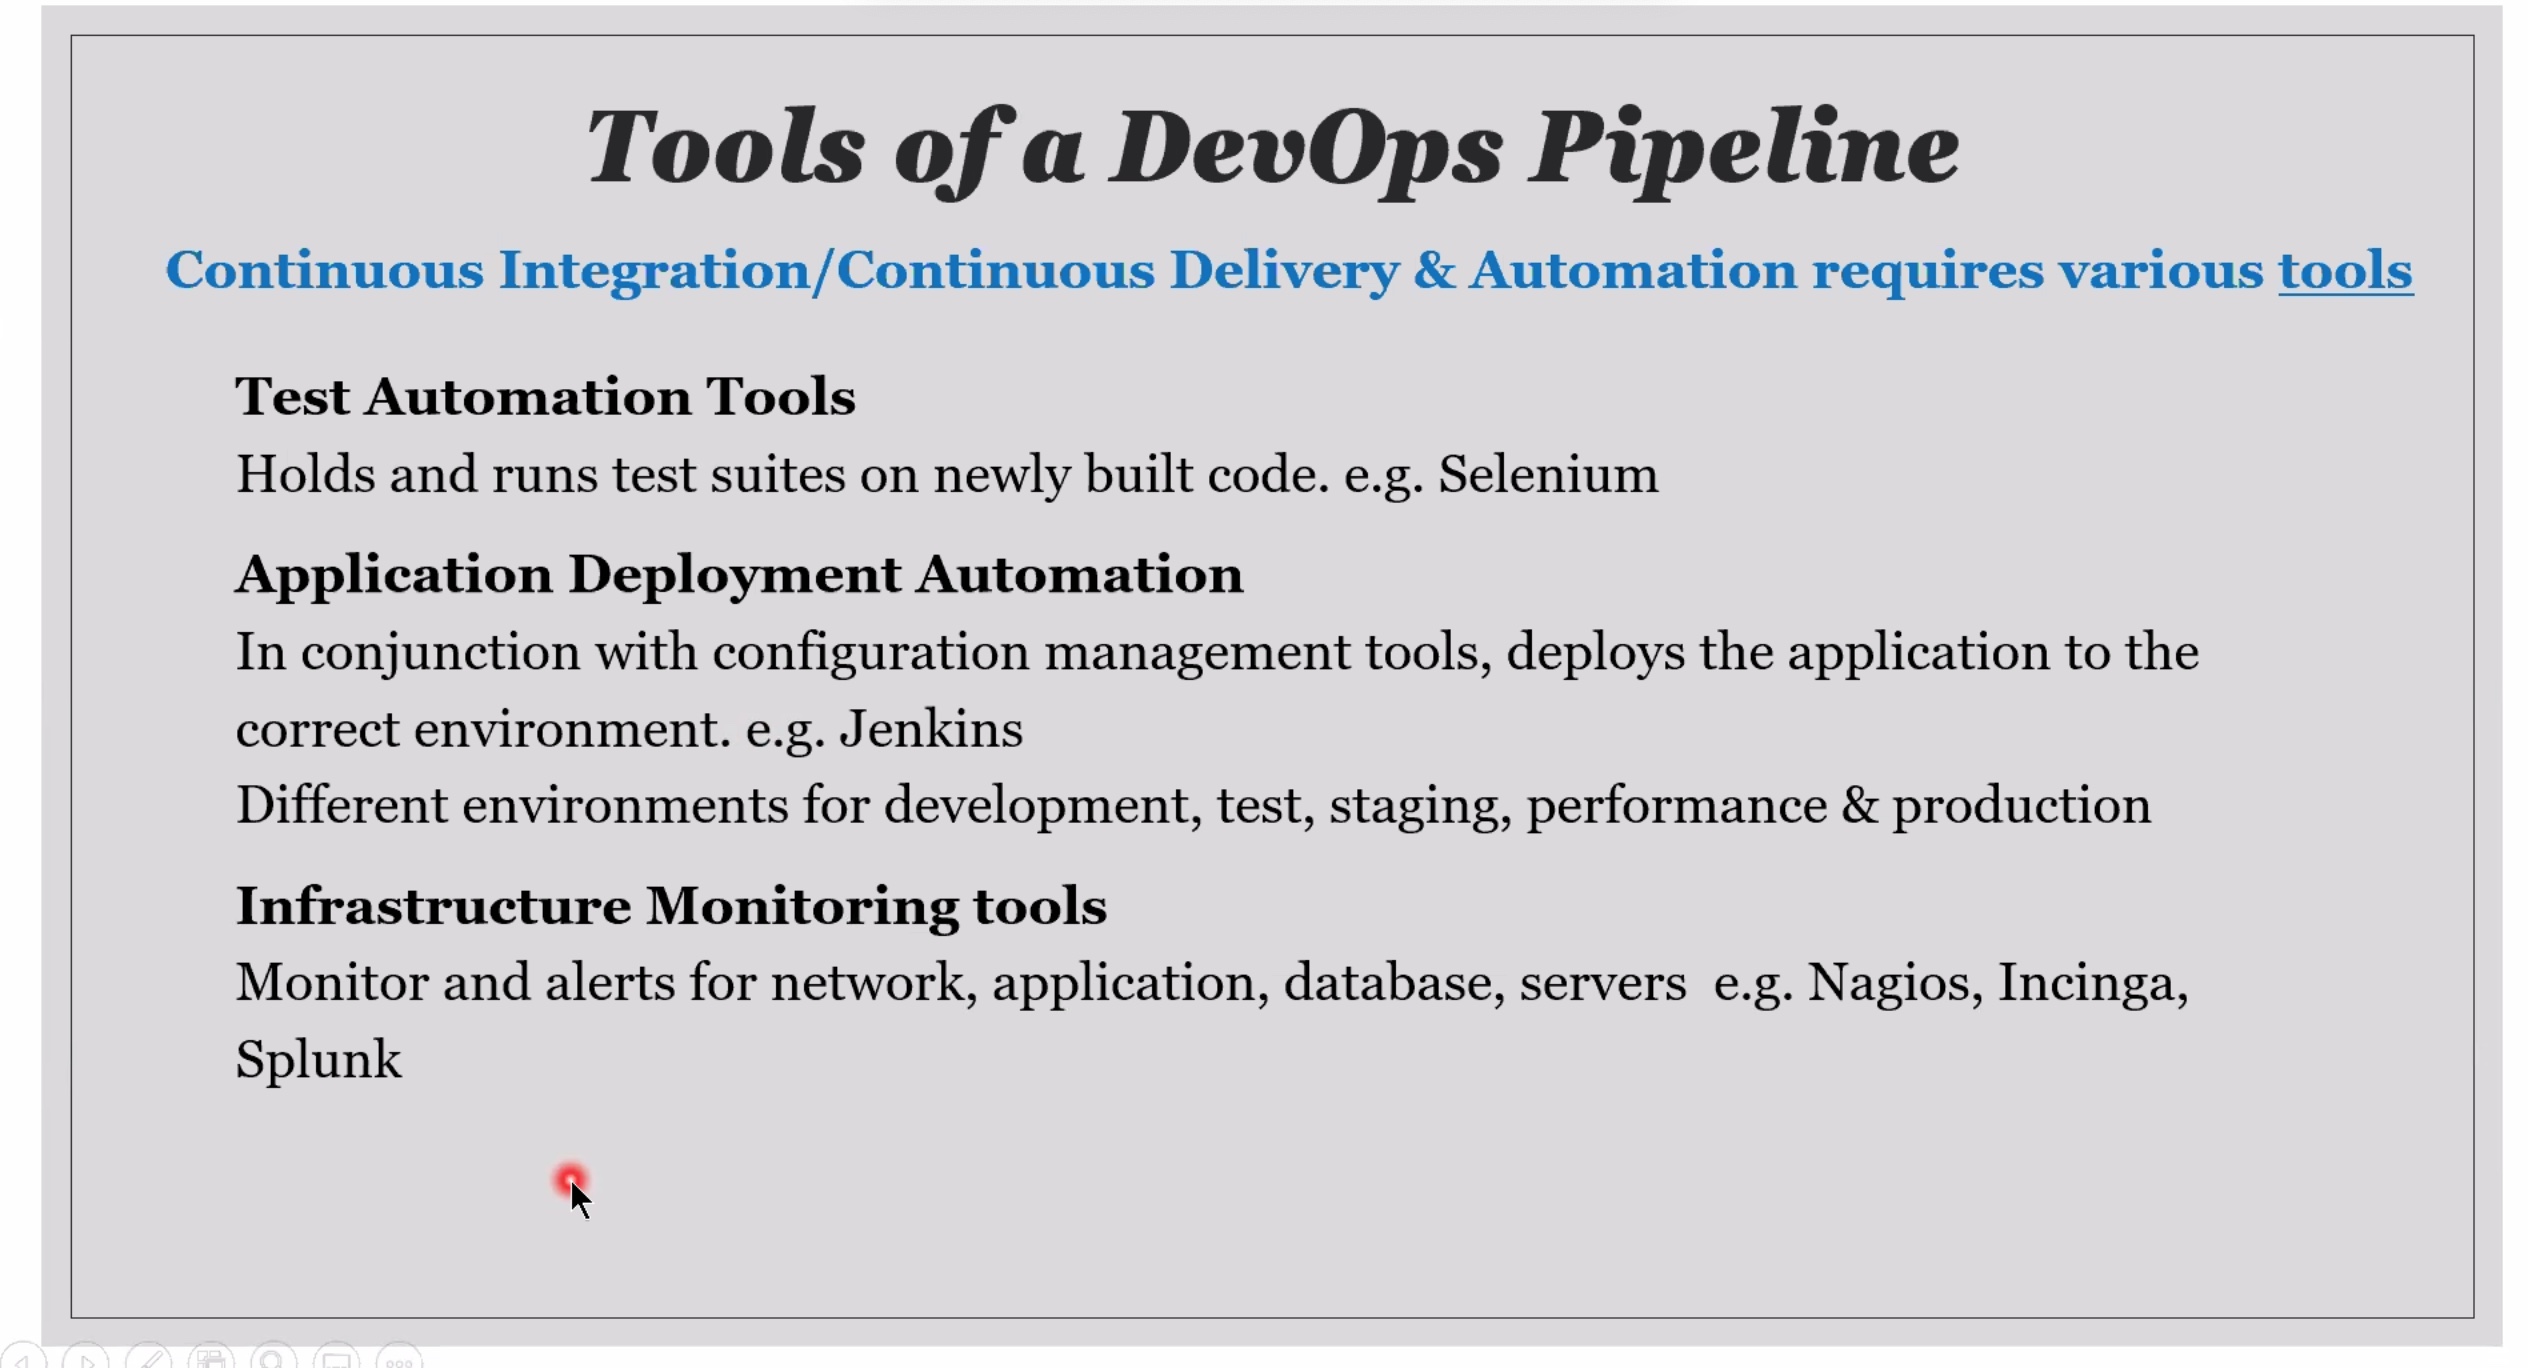 Tools of a DevOps Pipeline
Continuous Integration/Continuous Delivery & Automation requires various tools
Test Automation Tools
Holds and runs test suites on newly built code. e.g. Selenium
Application Deployment Automation
In conjunction with configuration management tools, deploys the application to the
correct environment. e.g. Jenkins
Different environments for development, test, staging, performance & production
Infrastructure Monitoring tools
Monitor and alerts for network, application, database, servers  e.g. Nagios, Incinga,
Splunk